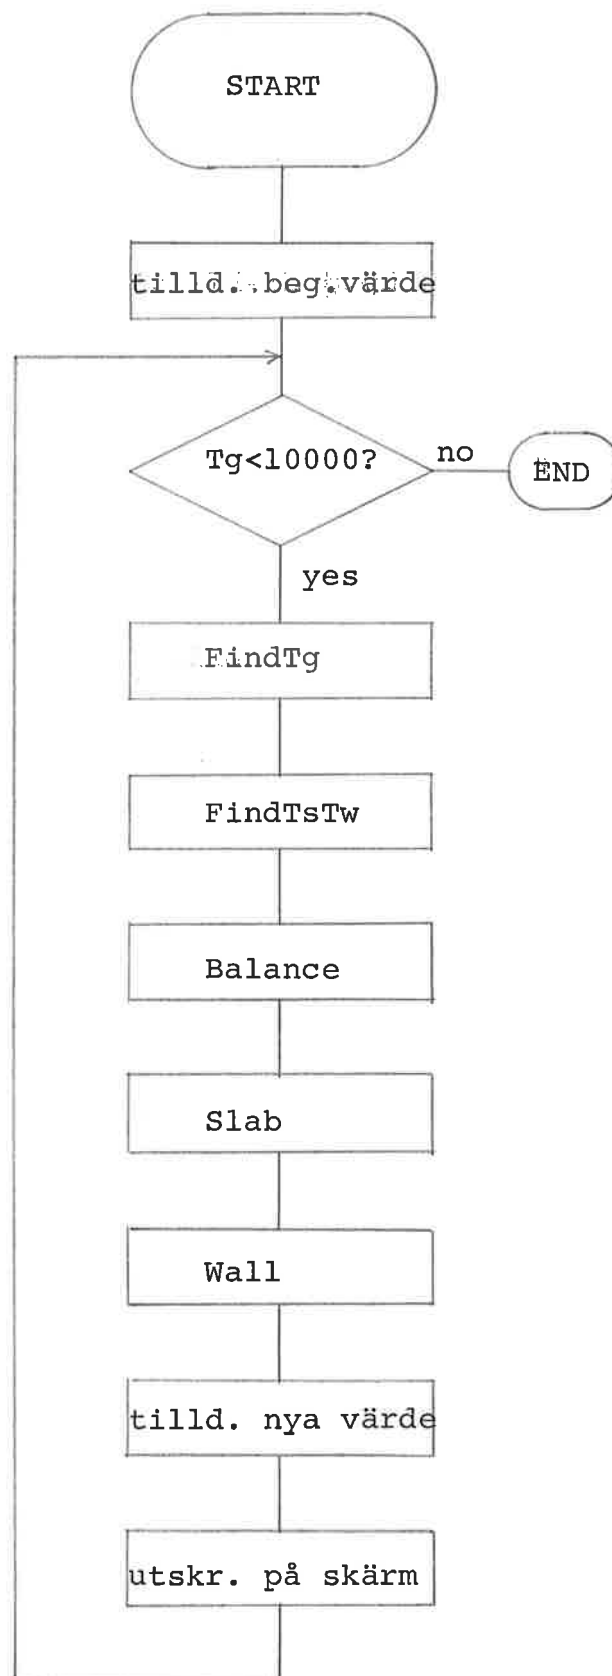 START
tilld. beg.värde
Tg<10000?
no
END
yes
FindTg
FindTsTw
Balance
Slab
Wall
tilld. nya värde
utskr. på skärm